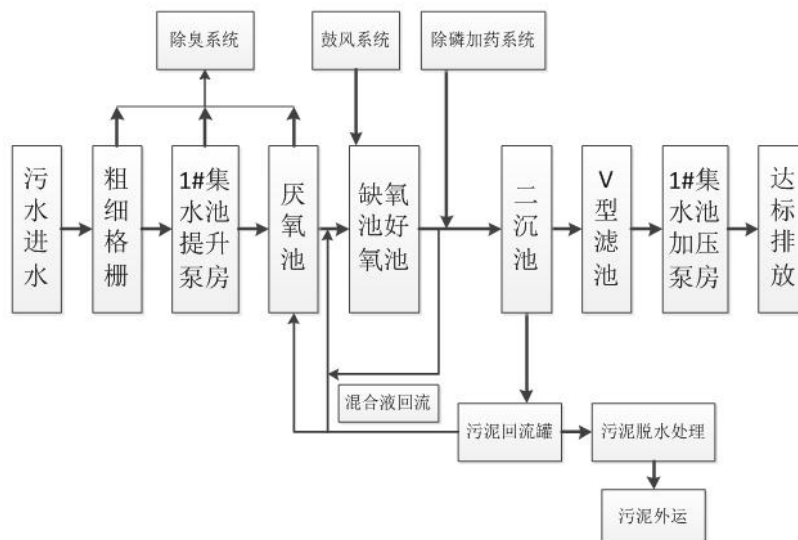 除臭系统
鼓风系统
除磷加药系统
污水进水
粗细格栅
1#集
水池
提升
泵房
厌氧池
缺氧
池好
氧池
二沉池
V型滤池
1#集
水池
加压
泵房
达标排放
混合液回流
污泥回流罐
污泥脱水处理
污泥外运